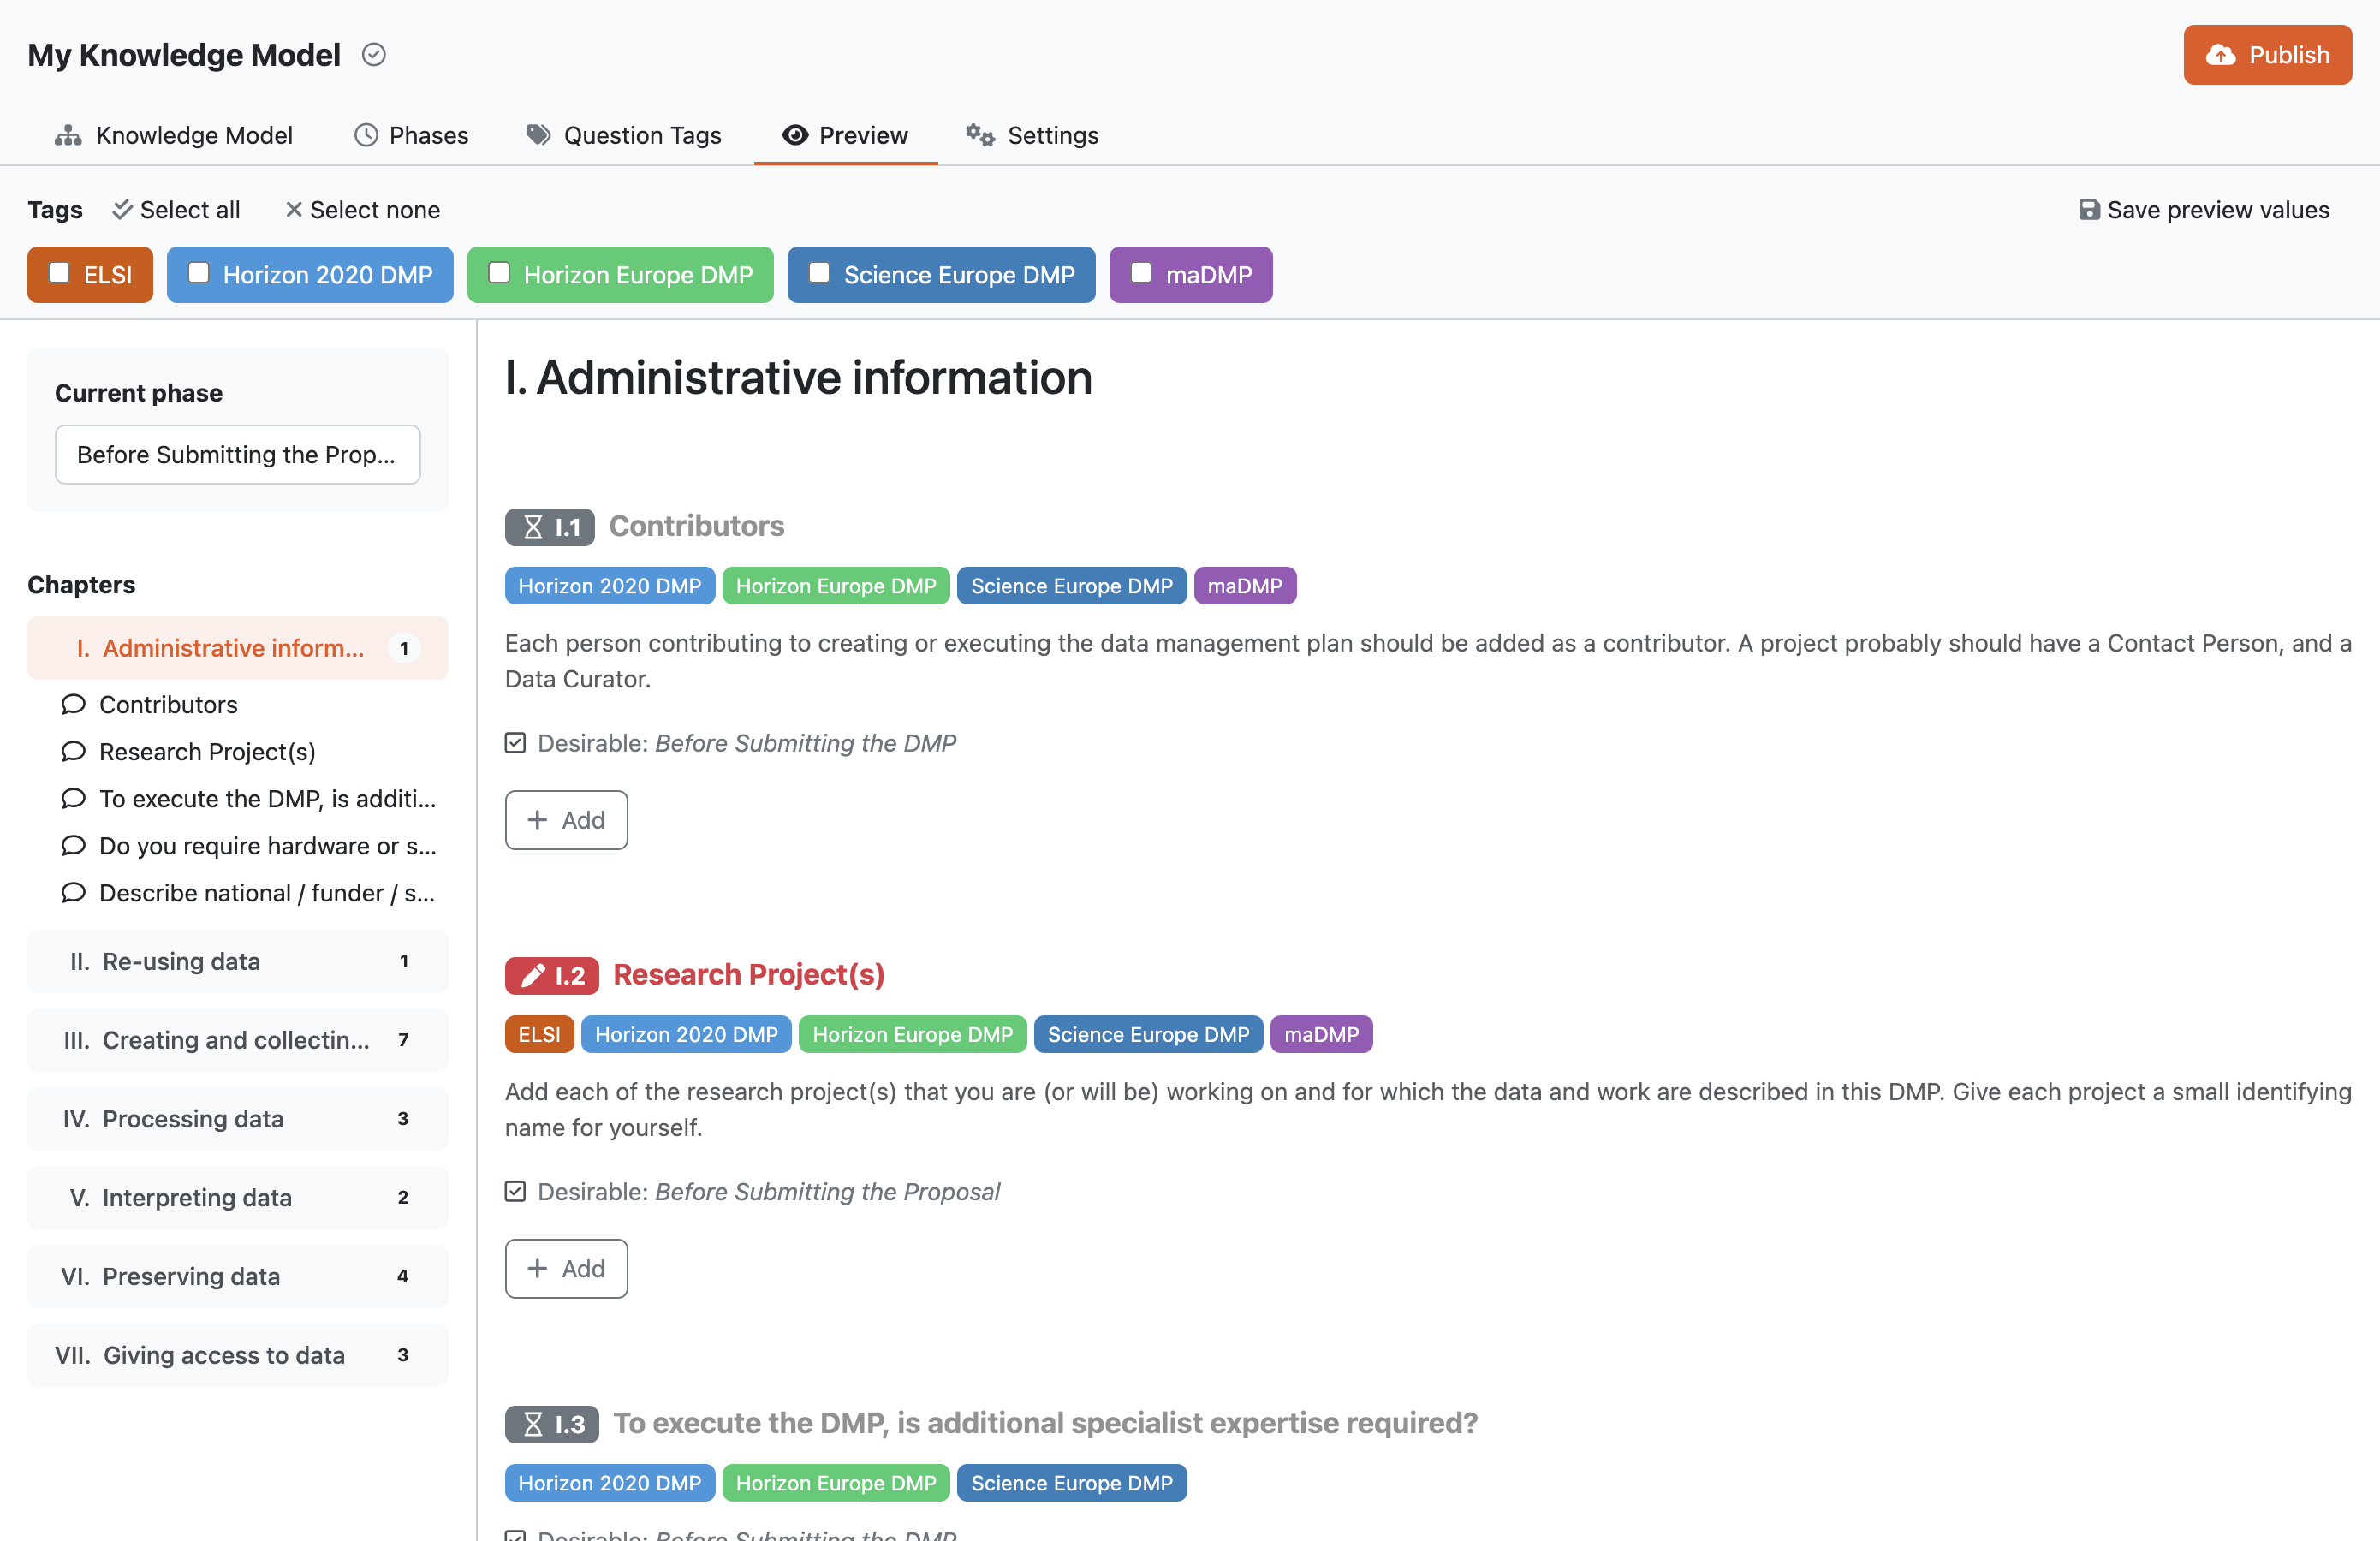 My Knowledge Model
Publish
Knowledge Model
Phases
Question Tags
Preview
Settings
Tags
Select all
Select none
Save preview values
ELSI
Horizon 2020 DMP
Horizon Europe DMP
Science Europe DMP
maDMP
Current phase
Before Submitting the Prop...
Chapters
I. Administrative inform... 1
Contributors
Research Project(s)
To execute the DMP, is additi...
Do you require hardware or s...
Describe national / funder / s...
II. Re-using data 1
III. Creating and collectin... 7
IV. Processing data 3
V. Interpreting data 2
VI. Preserving data 4
VII. Giving access to data 3
I. Administrative information
I.1 Contributors
Horizon 2020 DMP Horizon Europe DMP Science Europe DMP maDMP
Each person contributing to creating or executing the data management plan should be added as a contributor. A project probably should have a Contact Person, and a
Data Curator.
Desirable: Before Submitting the DMP
Add
I.2 Research Project(s)
ELSI Horizon 2020 DMP Horizon Europe DMP Science Europe DMP maDMP
Add each of the research project(s) that you are (or will be) working on and for which the data and work are described in this DMP. Give each project a small identifying
name for yourself.
Desirable: Before Submitting the Proposal
Add
I.3 To execute the DMP, is additional specialist expertise required?
Horizon 2020 DMP Horizon Europe DMP Science Europe DMP
Desirable: Before Submitting the DMP